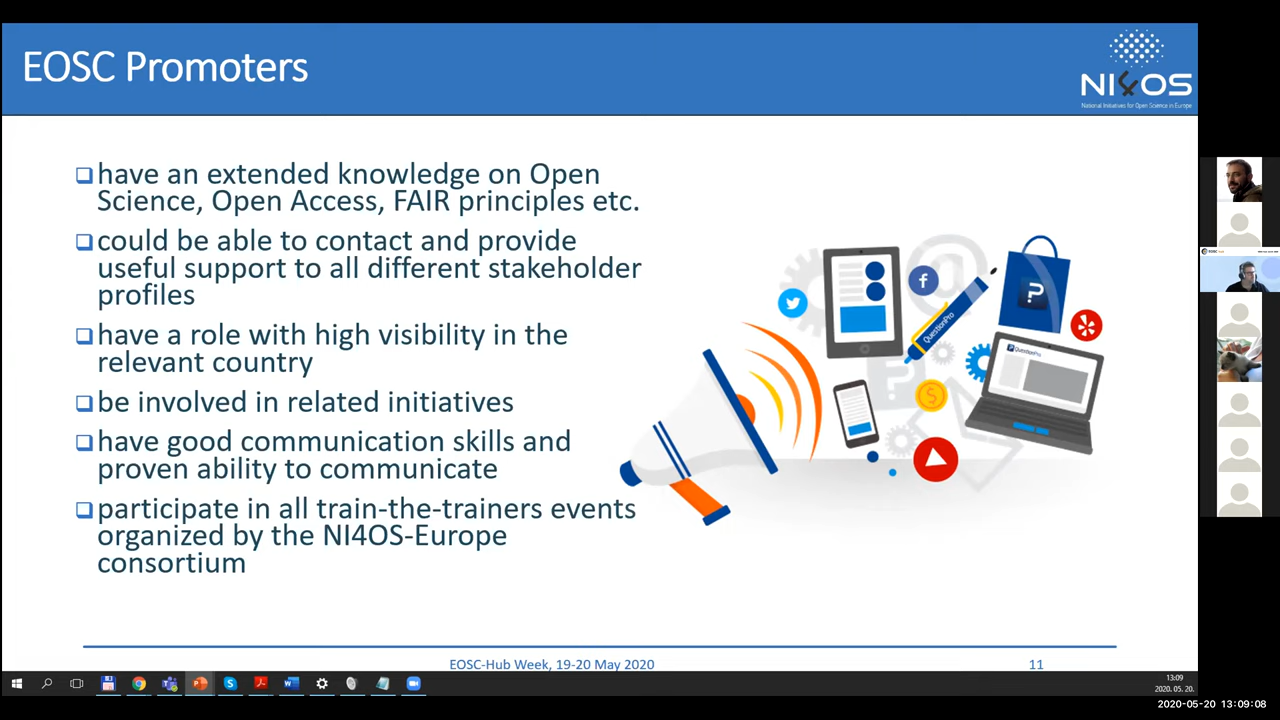 EOSC Promoters
NI4OS
National Initiatives for Open Science in Europe
have an extended knowledge on Open
Science, Open Access, FAIR principles etc.
could be able to contact and provide
useful support to all different stakeholder
profiles
have a role with high visibility in the
relevant country
be involved in related initiatives
have good communication skills and
proven ability to communicate
participate in all train-the-trainers events
organized by the NI4OS-Europe
consortium
QuestionPro
QuestionPro
EOSC-Hub Week, 19-20 May 2020
11
13:09
2020. 05. 20.
2020-05-20 13:09:08